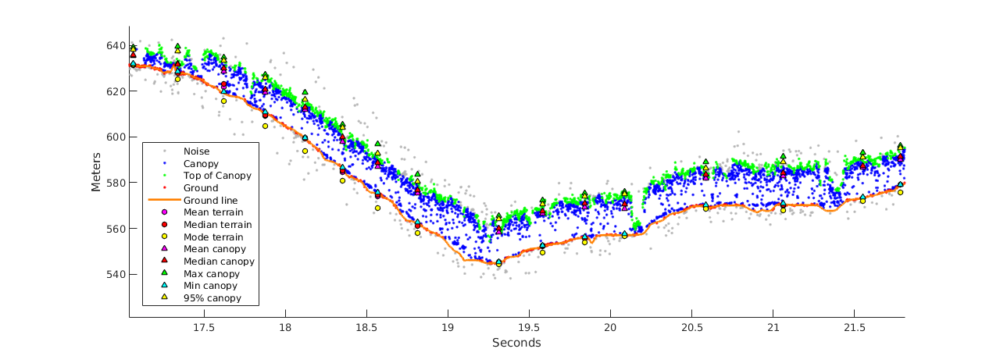 640
620
600
580
560
540
Meters
Noise
Canopy
Top of Canopy
Ground
Ground line
Mean terrain
Median terrain
Mode terrain
Mean canopy
Median canopy
Max canopy
Min canopy
95% canopy
17.5 18 18.5 19 19.5 20 20.5 21 21.5
Seconds